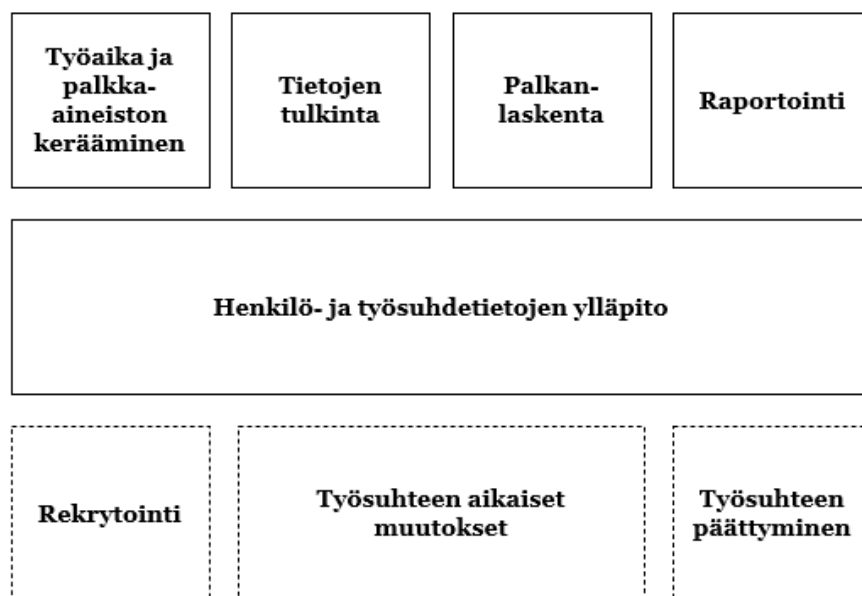 Työaika ja
palkka-
aineiston
kerääminen
Tietojen
tulkinta
Palkan-
laskenta
Raportointi
Henkilö- ja työsuhdetietojen ylläpito
Rekrytointi
Työsuhteen aikaiset
muutokset
Työsuhteen
päättyminen